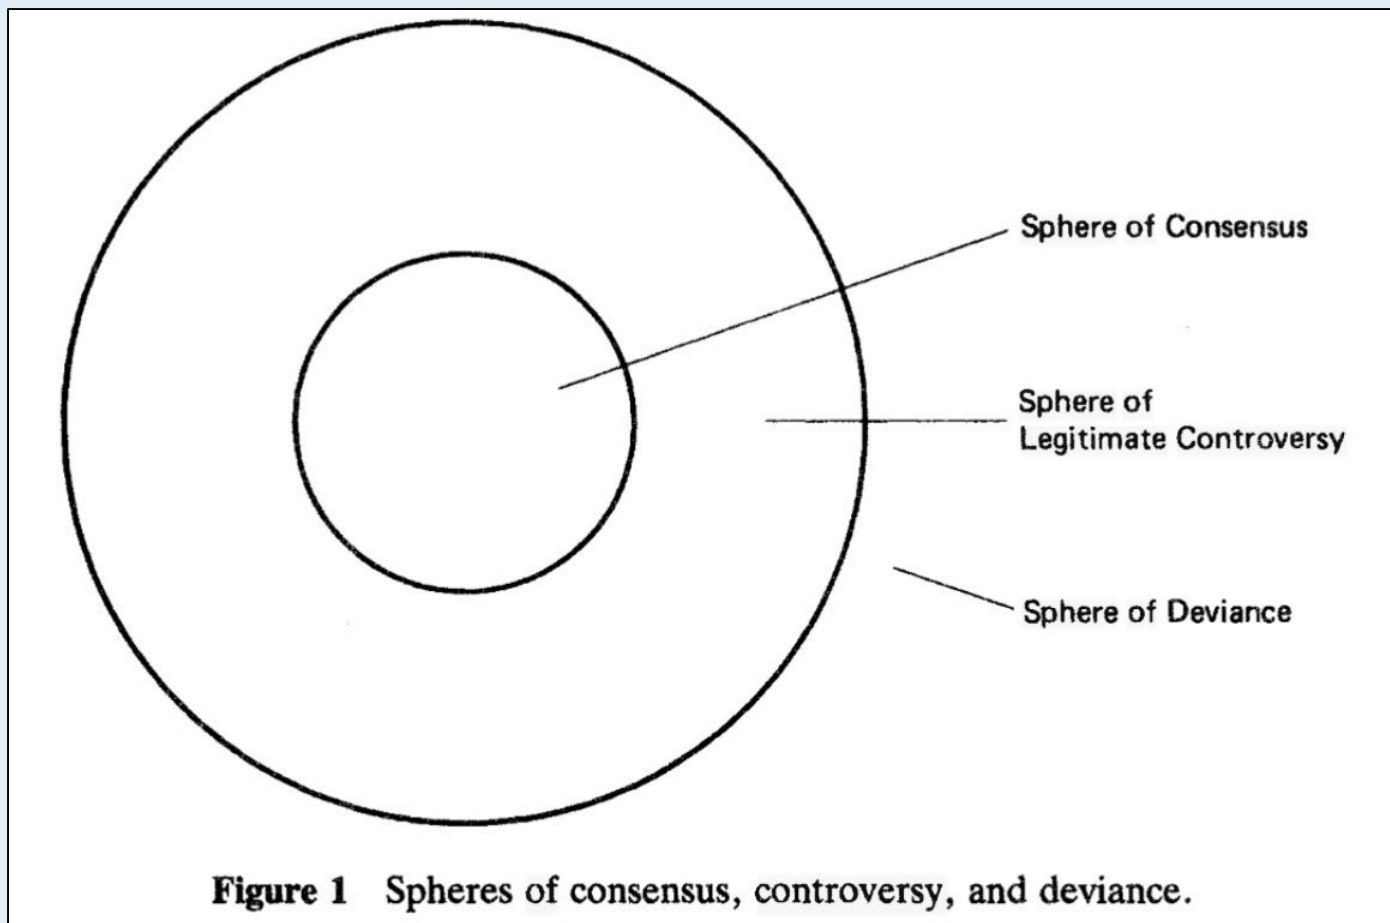 Sphere of Consensus
Sphere of
Legitimate Controversy
Sphere of Deviance
Figure 1 Spheres of consensus, controversy, and deviance.